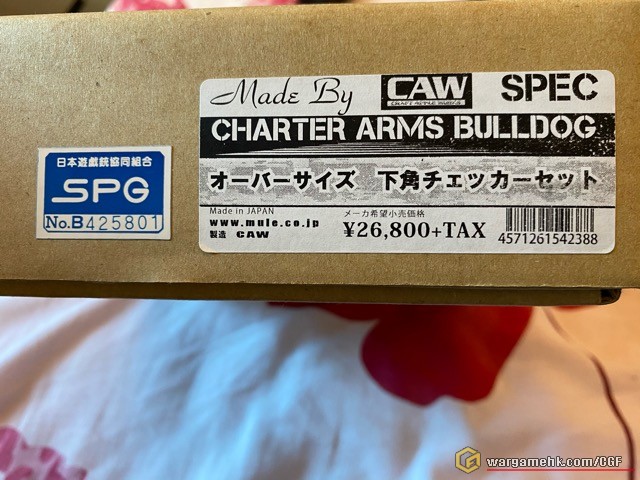 Made By CAW SPEC
CRAFT APPLE WORKS
CHARTER ARMS BULLDOG
オーバーサイズ 下角チェッカーセット
Made in JAPAN
www.mule.co.jp
製造 CAW
メーカ希望小売価格
¥26,800+TAX
4571261542388
日本遊戯銃協同組合
SPG
No.B425801
wargamehk.com/CGF